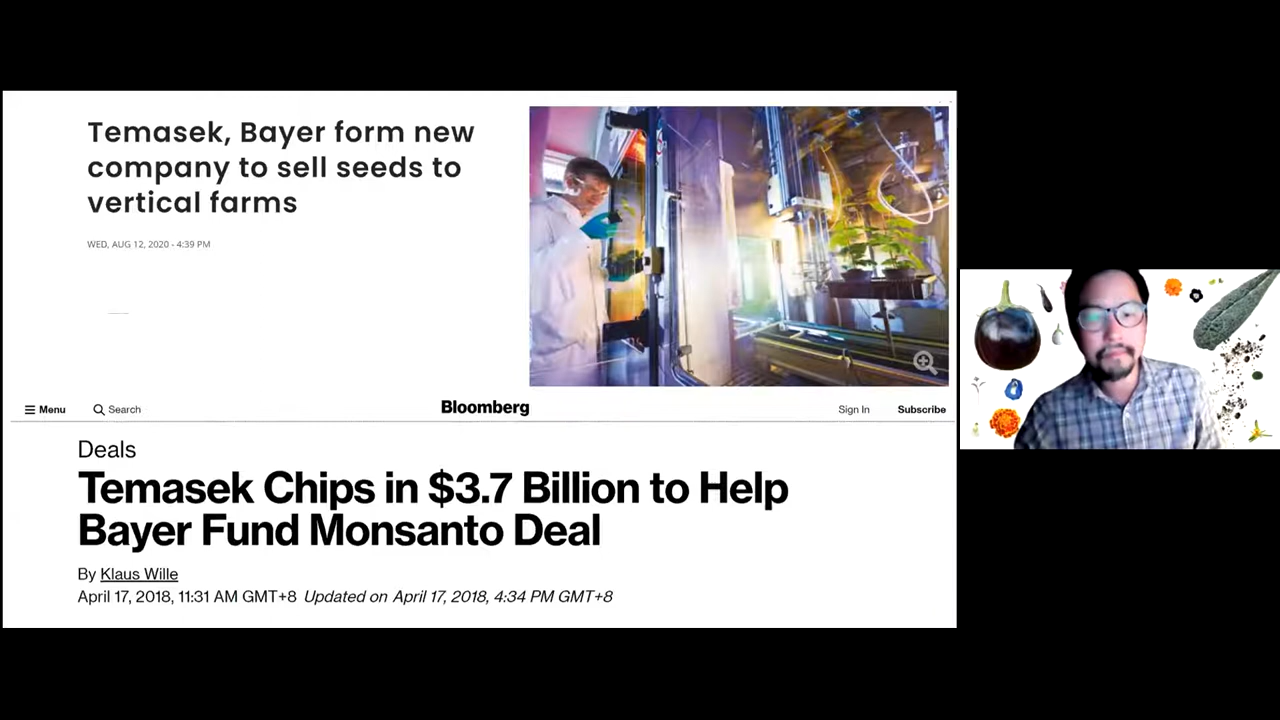 Temasek, Bayer form new
company to sell seeds to
vertical farms
WED, AUG 12, 2020 - 4:39 PM
Menu
Search
Bloomberg
Sign In
Subscribe
Deals
Temasek Chips in $3.7 Billion to Help
Bayer Fund Monsanto Deal
By Klaus Wille
April 17, 2018, 11:31 AM GMT+8 Updated on April 17, 2018, 4:34 PM GMT+8